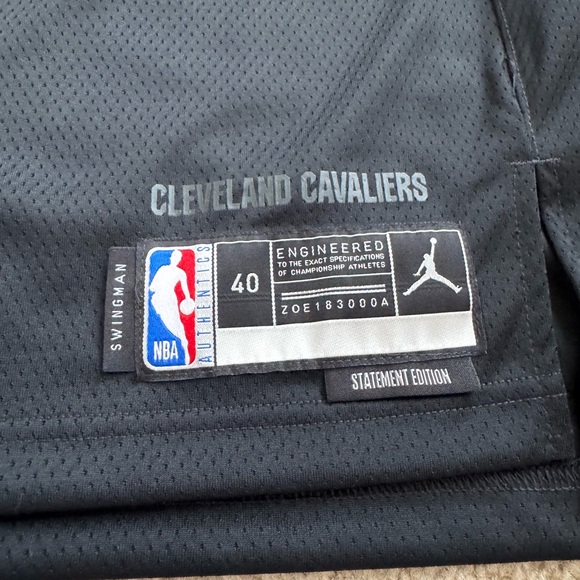 CLEVELAND CAVALIERS
SWINGMAN
NBA
AUTHENTICS
40
ENGINEERED
TO THE EXACT SPECIFICATIONS
OF CHAMPIONSHIP ATHLETES
ZOE183000A
STATEMENT EDITION